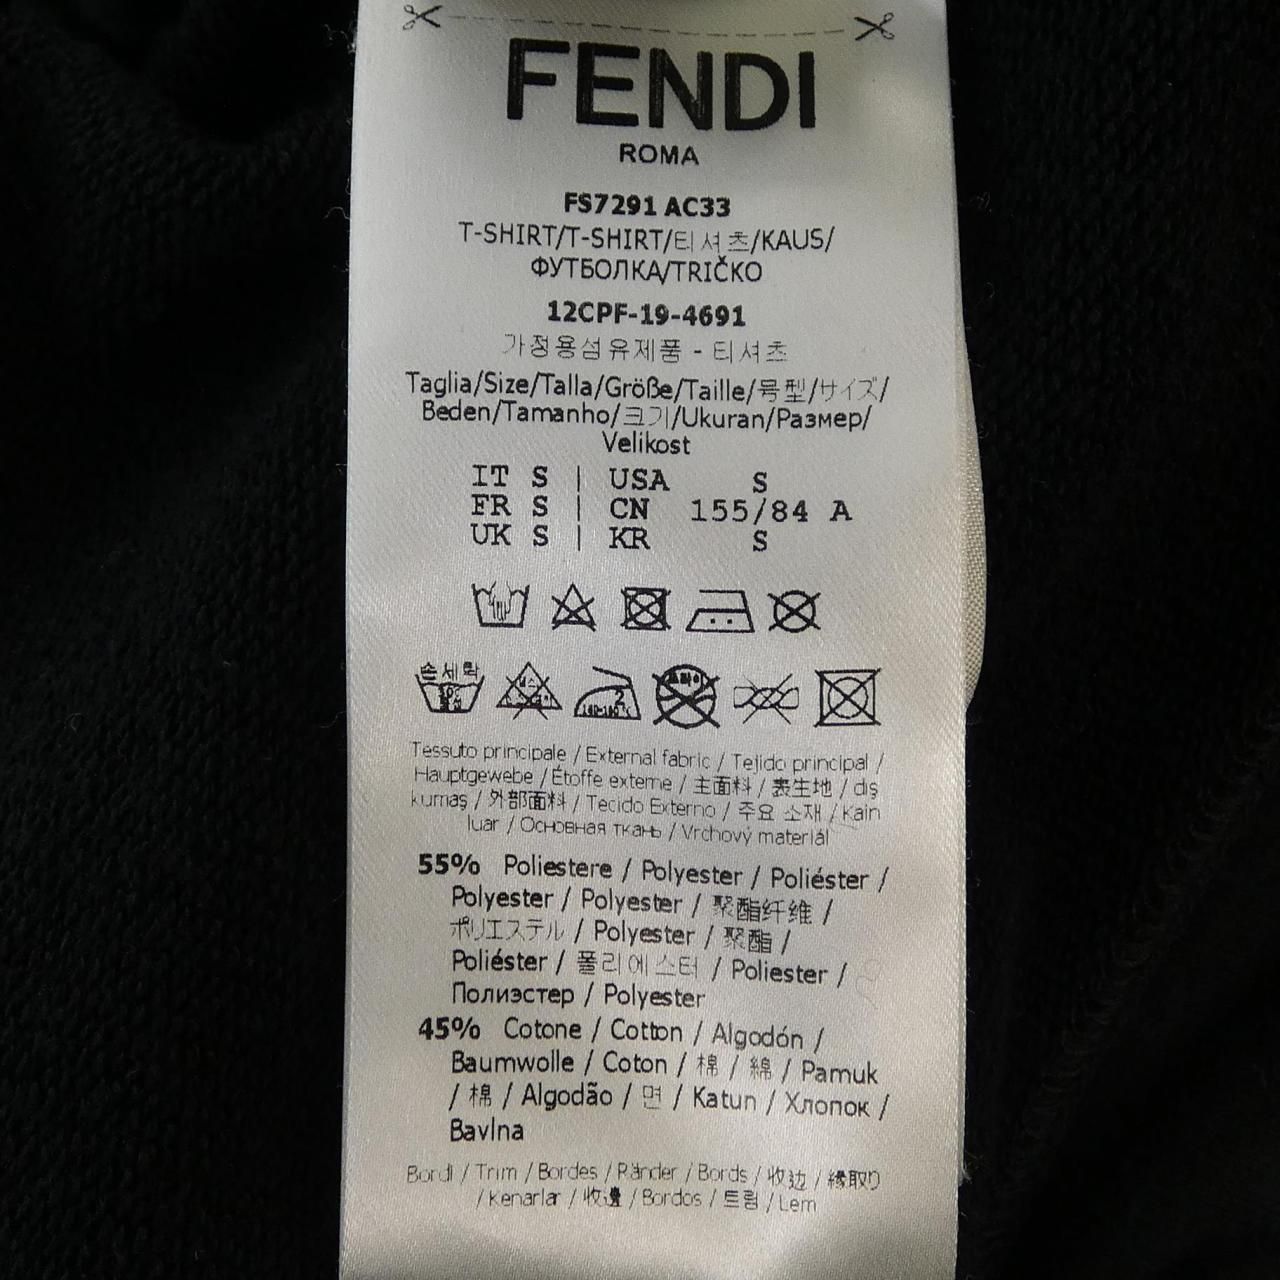 FENDI
ROMA
FS7291 AC33
T-SHIRT/T-SHIRT/티셔츠/KAUS/
ФУТБОЛКА/TRIČKO
12CPF-19-4691
가정용섬유제품 - 티셔츠
Taglia/Size/Talla/Größe/Taille/号型/サイズ/
Beden/Tamanho/크기/Ukuran/Размер/
Velikost
IT S | USA S
FR S | CN 155/84 A
UK S | KR S
손세탁
140-160℃
Tessuto principale / External fabric / Tejido principal /
Hauptgewebe / Étoffe externe / 主面料 / 表生地 / dış
kumaş / 外部面料 / Tecido Externo / 주요 소재 / Kain
luar / Основная ткань / Vrchový materiál
55% Poliestere / Polyester / Poliéster /
Polyester / Polyester / 聚酯纤维 /
ポリエステル / Polyester / 聚酯 /
Poliéster / 폴리에스터 / Poliester /
Полиэстер / Polyester
45% Cotone / Cotton / Algodón /
Baumwolle / Coton / 棉 / 綿 / Pamuk
/ 棉 / Algodão / 면 / Katun / Хлопок /
Bavlna
Bordi / Trim / Bordes / Ränder / Bords / 收边 / 縁取り
/ Kenarlar / 收邊 / Bordos / 트림 / Lem